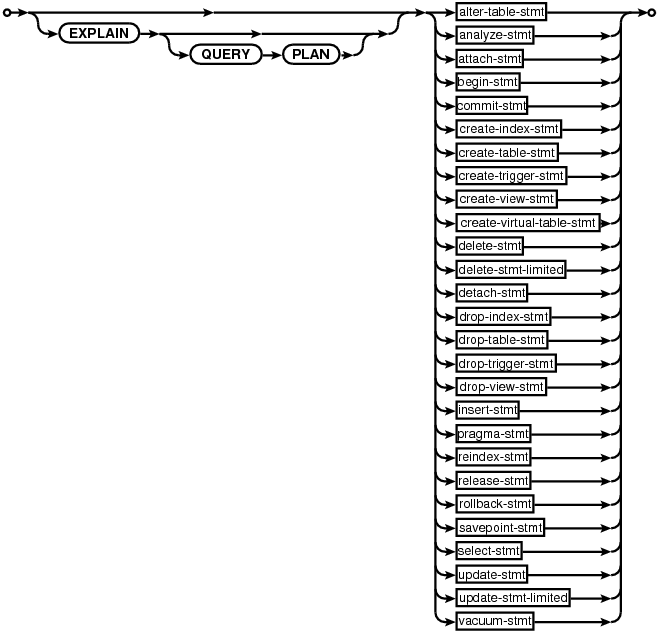 alter-table-stmt
EXPLAIN
analyze-stmt
QUERY PLAN
attach-stmt
begin-stmt
commit-stmt
create-index-stmt
create-table-stmt
create-trigger-stmt
create-view-stmt
create-virtual-table-stmt
delete-stmt
delete-stmt-limited
detach-stmt
drop-index-stmt
drop-table-stmt
drop-trigger-stmt
drop-view-stmt
insert-stmt
pragma-stmt
reindex-stmt
release-stmt
rollback-stmt
savepoint-stmt
select-stmt
update-stmt
update-stmt-limited
vacuum-stmt